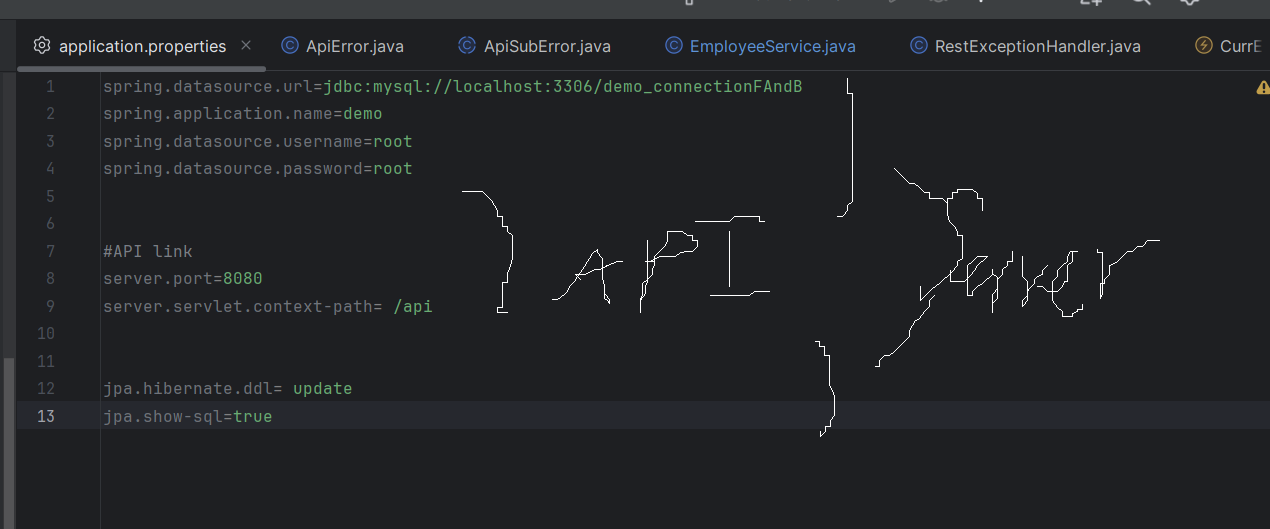 application.properties ApiError.java ApiSubError.java EmployeeService.java RestExceptionHandler.java CurrE
1 spring.datasource.url=jdbc:mysql://localhost:3306/demo_connectionFAndB
2 spring.application.name=demo
3 spring.datasource.username=root
4 spring.datasource.password=root
5
6
7 #API link
8 server.port=8080
9 server.servlet.context-path= /api
10
11
12 jpa.hibernate.ddl= update
13 jpa.show-sql=true
API